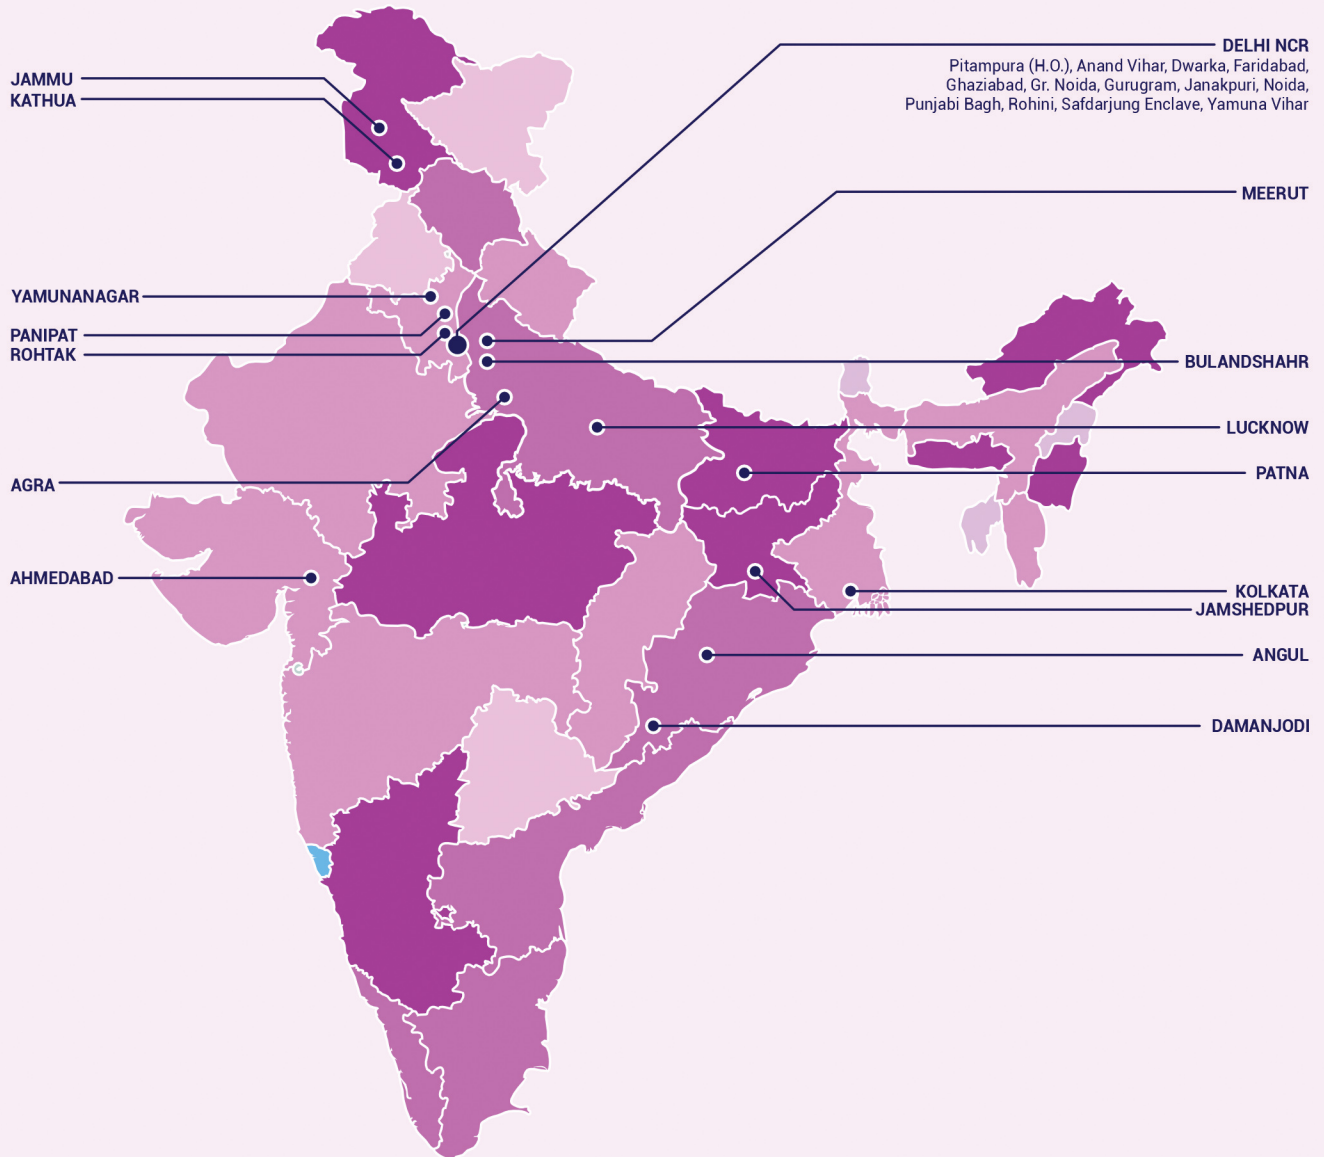 JAMMU
KATHUA
DELHI NCR
Pitampura (H.O.), Anand Vihar, Dwarka, Faridabad,
Ghaziabad, Gr. Noida, Gurugram, Janakpuri, Noida,
Punjabi Bagh, Rohini, Safdarjung Enclave, Yamuna Vihar
MEERUT
YAMUNANAGAR
PANIPAT
ROHTAK
BULANDSHAHR
LUCKNOW
PATNA
AGRA
AHMEDABAD
KOLKATA
JAMSHEDPUR
ANGUL
DAMANJODI